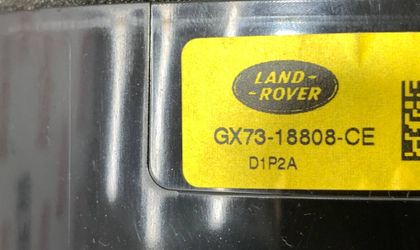 LAND-
-ROVER
GX73-18808-CE
D1P2A